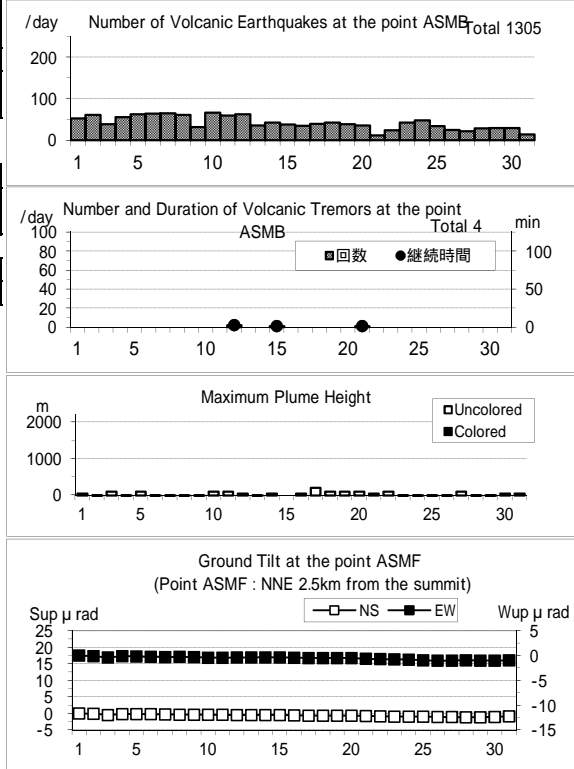 /day Number of Volcanic Earthquakes at the point ASMB Total 1305
200
100
0
1 5 10 15 20 25 30
/day Number and Duration of Volcanic Tremors at the point ASMB Total 4 min
回数 継続時間
100 100
80
60
40 50
20
0 0
1 5 10 15 20 25 30
Maximum Plume Height
m
Uncolored
Colored
2000
1000
0
1 5 10 15 20 25 30
Ground Tilt at the point ASMF
(Point ASMF : NNE 2.5km from the summit)
Sup μ rad NS EW Wup μ rad
25 5
20 0
15
10 -5
5
0 -10
-5 -15
1 5 10 15 20 25 30